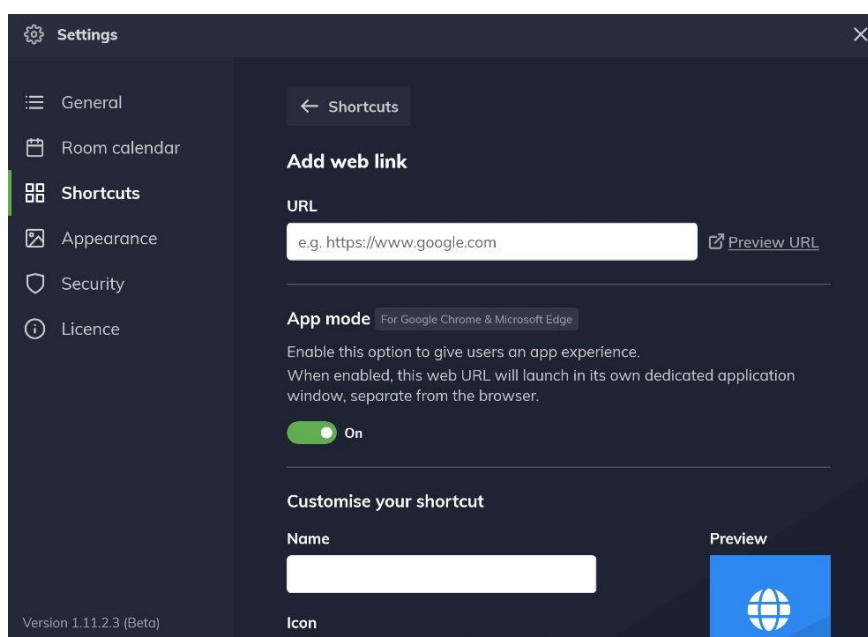 Settings
General
Room calendar
Shortcuts
Appearance
Security
Licence
Version 1.11.2.3 (Beta)
Shortcuts
Add web link
URL
e.g. https://www.google.com
Preview URL
App mode For Google Chrome & Microsoft Edge
Enable this option to give users an app experience.
When enabled, this web URL will launch in its own dedicated application
window, separate from the browser.
On
Customise your shortcut
Name
Preview
Icon